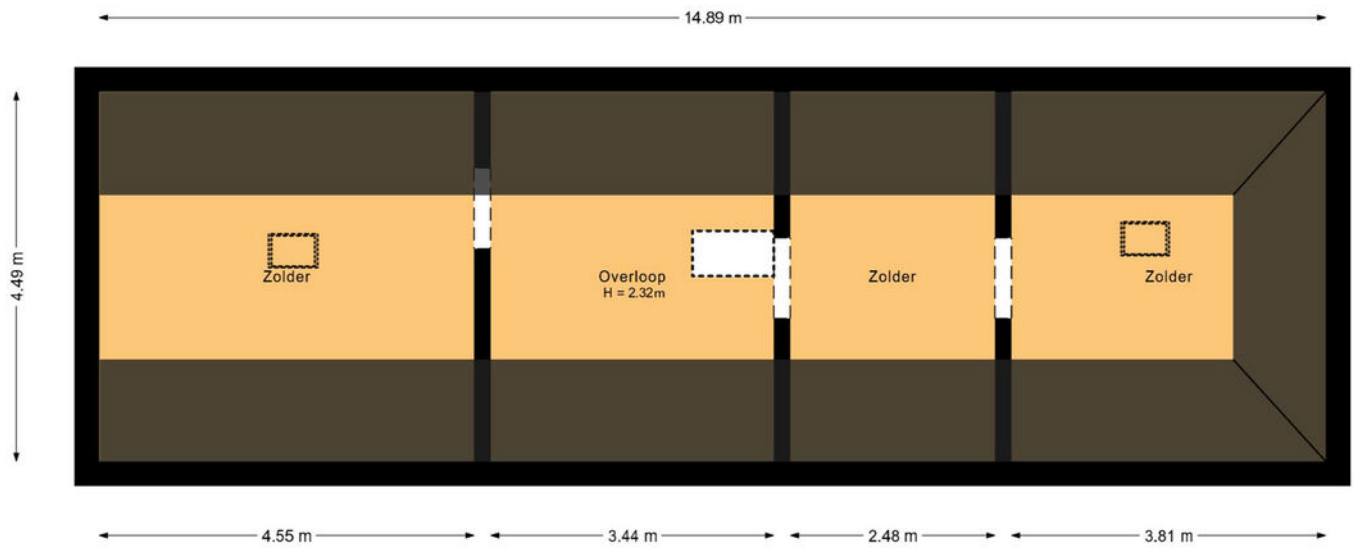 14.89 m
4.49 m
Zolder
Overloop
H = 2.32m
Zolder
Zolder
4.55 m
3.44 m
2.48 m
3.81 m